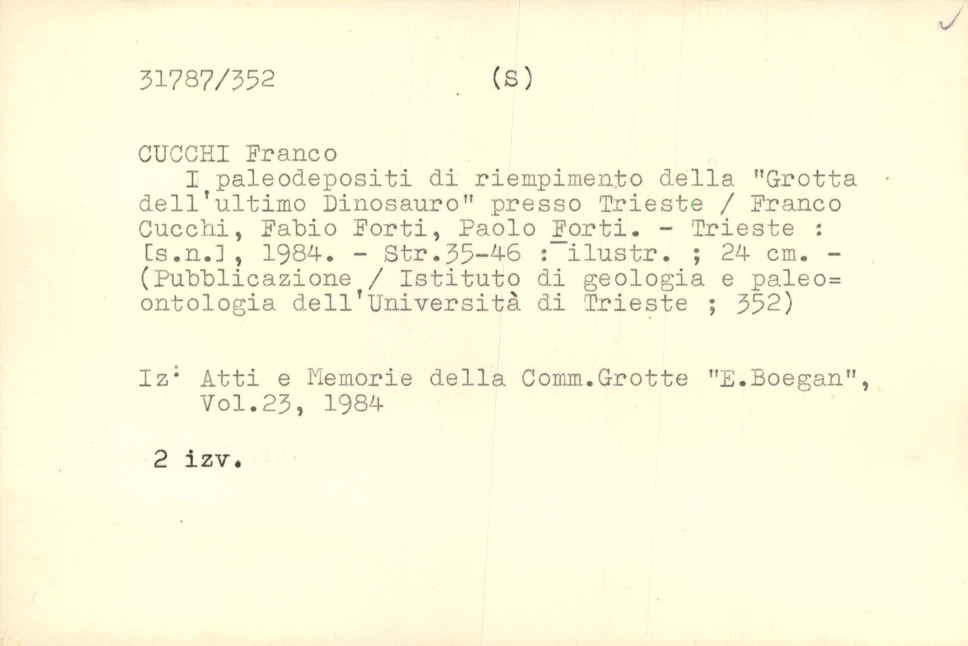 31787/352 (S)
CUCCHI Franco
I paleodepositi di riempimento della "Grotta
dell'ultimo Dinosauro" presso Trieste / Franco
Cucchi, Fabio Forti, Paolo Forti. - Trieste :
[s.n.], 1984. - Str.35-46 : ilustr. ; 24 cm. -
(Pubblicazione / Istituto di geologia e paleo=
ontologia dell'Università di Trieste ; 352)
Iz: Atti e Memorie della Comm.Grotte "E.Boegan",
Vol.23, 1984
2 izv.